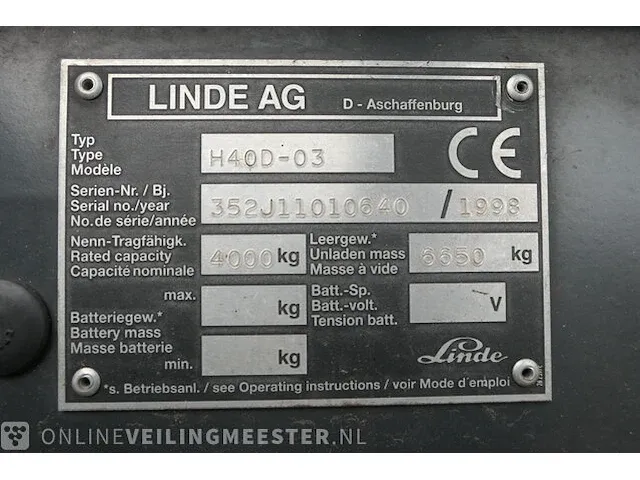 LINDE AG D - Aschaffenburg
CE
Typ
Type
Modèle
H40D-03
Serien-Nr. / Bj.
Serial no./year
No. de série/année
352J11010640 / 1998
Nenn-Tragfähigk.
Rated capacity
Capacité nominale
4000 kg
Leergew.*
Unladen mass
Masse à vide
6650 kg
Batteriegew.*
Battery mass
Masse batterie
max. kg
min. kg
Batt.-Sp.
Batt.-volt.
Tension batt.
V
Linde
*s. Betriebsanl. / see Operating instructions / voir Mode d'emploi
ONLINEVEILINGMEESTER.NL